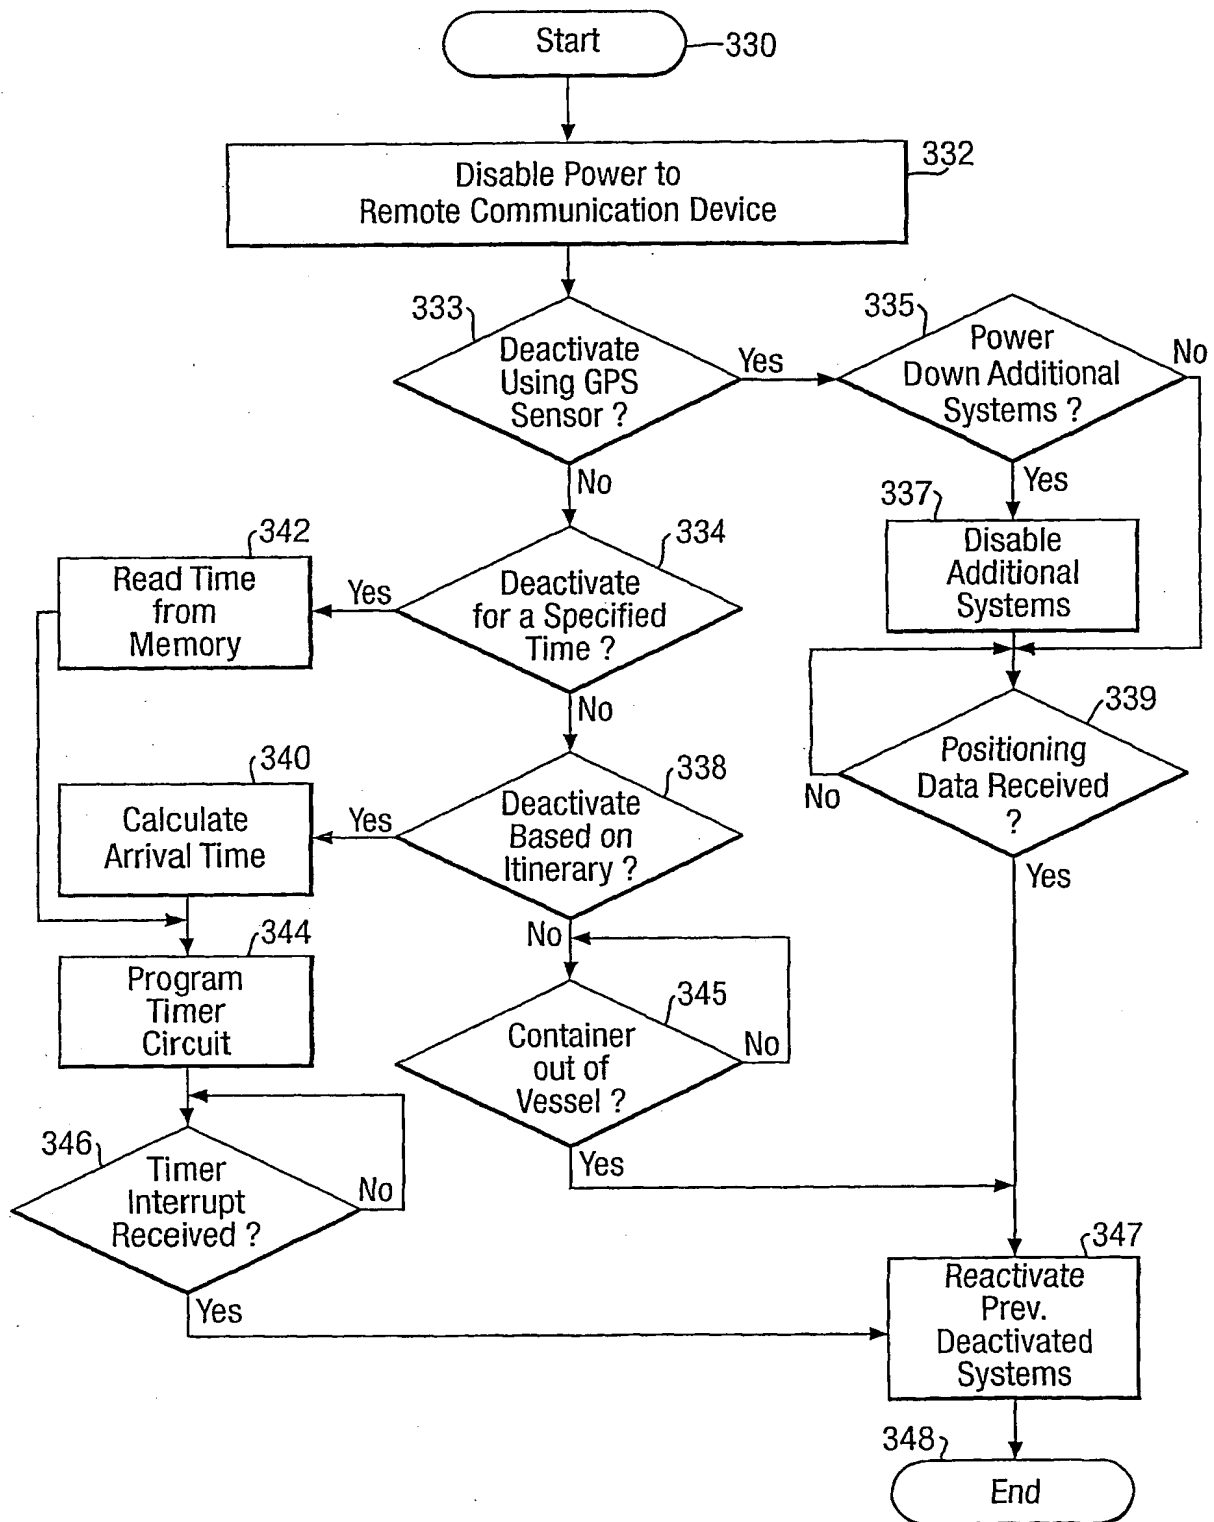 Start
330
Disable Power to
Remote Communication Device
332
333
Deactivate
Using GPS
Sensor ?
Yes
No
335
Power
Down Additional
Systems ?
No
Yes
337
Disable
Additional
Systems
342
Read Time
from
Memory
Yes
334
Deactivate
for a Specified
Time ?
No
339
Positioning
Data Received
?
No
Yes
340
Calculate
Arrival Time
Yes
338
Deactivate
Based on
Itinerary ?
No
344
Program
Timer
Circuit
345
Container
out of
Vessel ?
No
Yes
346
Timer
Interrupt
Received ?
No
Yes
347
Reactivate
Prev.
Deactivated
Systems
348
End